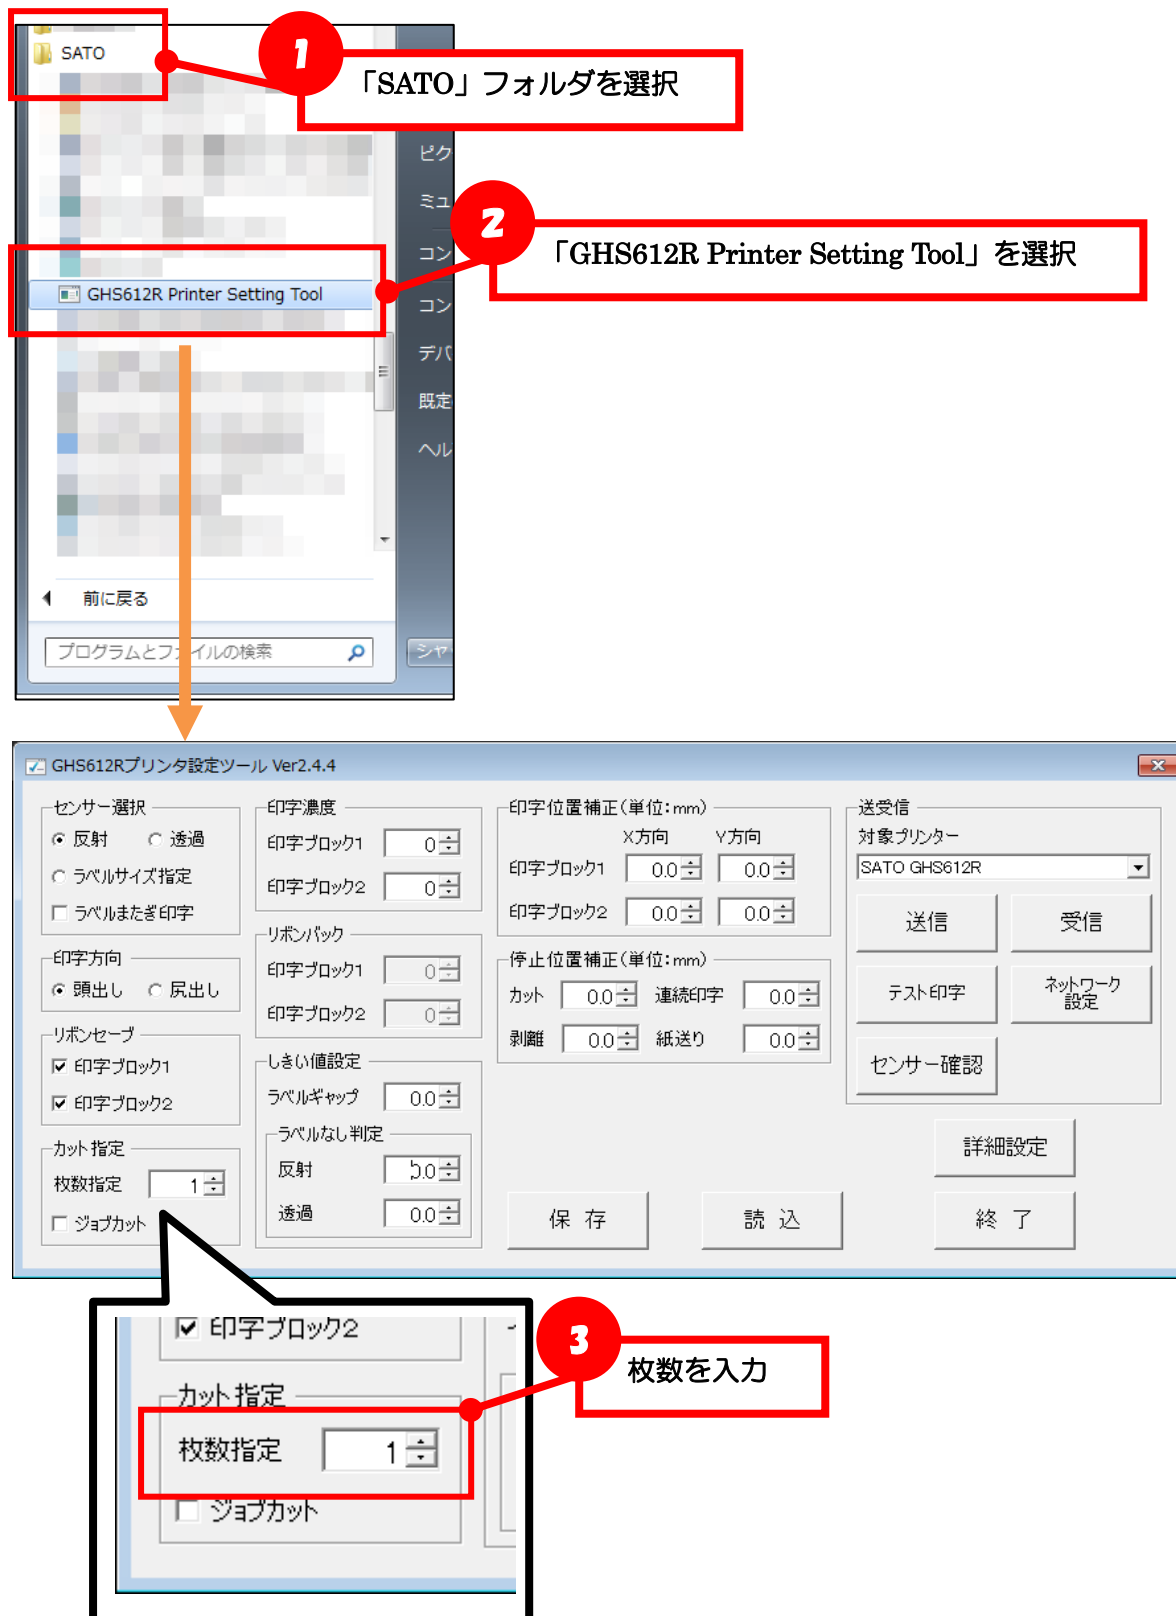 SATO
1
「SATO」フォルダを選択
ピク
ミュ
2
コン
「GHS612R Printer Setting Tool」を選択
GHS612R Printer Setting Tool
コン
デバ
既定
ヘル
前に戻る
プログラムとファイルの検索
シャ
GHS612Rプリンタ設定ツール Ver2.4.4
センサー選択
反射 透過
ラベルサイズ指定
ラベルまたぎ印字
印字方向
頭出し 尻出し
リボンセーブ
印字ブロック1
印字ブロック2
カット指定
枚数指定 1
ジョブカット
印字濃度
印字ブロック1 0
印字ブロック2 0
リボンバック
印字ブロック1 0
印字ブロック2 0
しきい値設定
ラベルギャップ 0.0
ラベルなし判定
反射 0.0
透過 0.0
印字位置補正(単位:mm)
X方向 Y方向
印字ブロック1 0.0 0.0
印字ブロック2 0.0 0.0
停止位置補正(単位:mm)
カット 0.0 連続印字 0.0
剥離 0.0 紙送り 0.0
保 存 読 込
送受信
対象プリンター
SATO GHS612R
送信 受信
テスト印字 ネットワーク
設定
センサー確認
詳細設定
終 了
印字ブロック2
3
枚数を入力
カット指定
枚数指定 1
ジョブカット